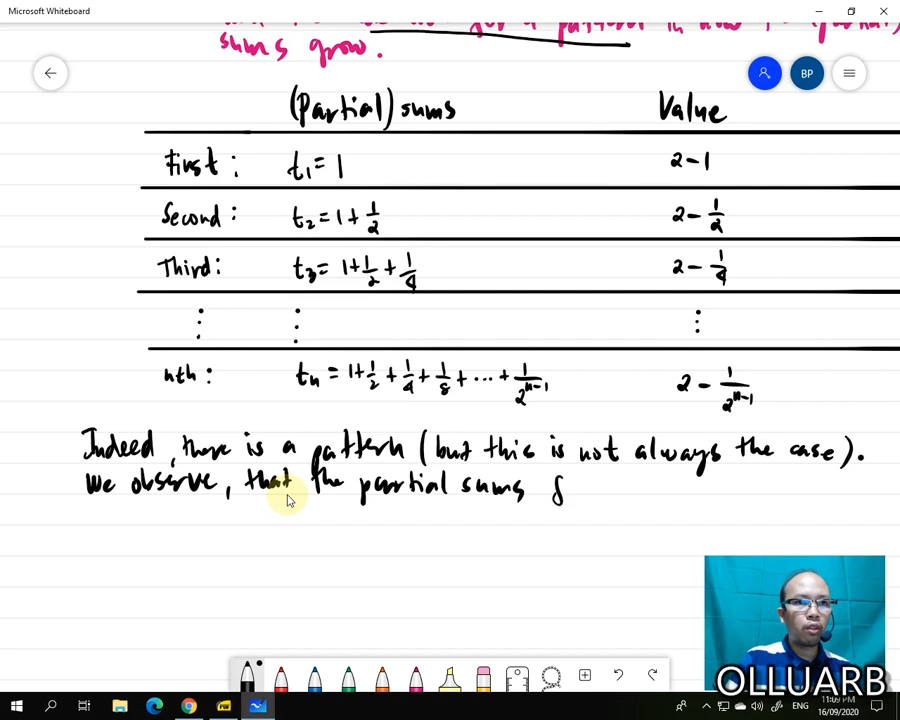 Microsoft Whiteboard
sums grow.
BP
(Partial) sums Value
First: t₁ = 1 2 - 1
Second: t₂ = 1 + 1/2 2 - 1/2
Third: t₃ = 1 + 1/2 + 1/4 2 - 1/4
⋮ ⋮ ⋮
nth: tₙ = 1 + 1/2 + 1/4 + 1/8 + ... + 1/2ⁿ⁻¹ 2 - 1/2ⁿ⁻¹
Indeed, there is a pattern (but this is not always the case).
We observe, that the partial sums
OLLUARB
ENG
11:09 PM
16/09/2020